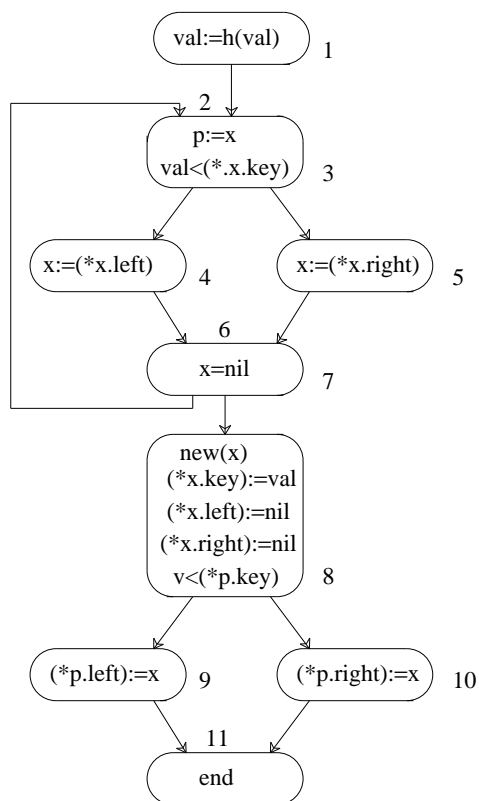 val:=h(val)
1
2
p:=x
val<(*.x.key)
3
x:=(*x.left)
4
x:=(*x.right)
5
6
x=nil
7
new(x)
(*x.key):=val
(*x.left):=nil
(*x.right):=nil
v<(*p.key)
8
(*p.left):=x
9
(*p.right):=x
10
11
end